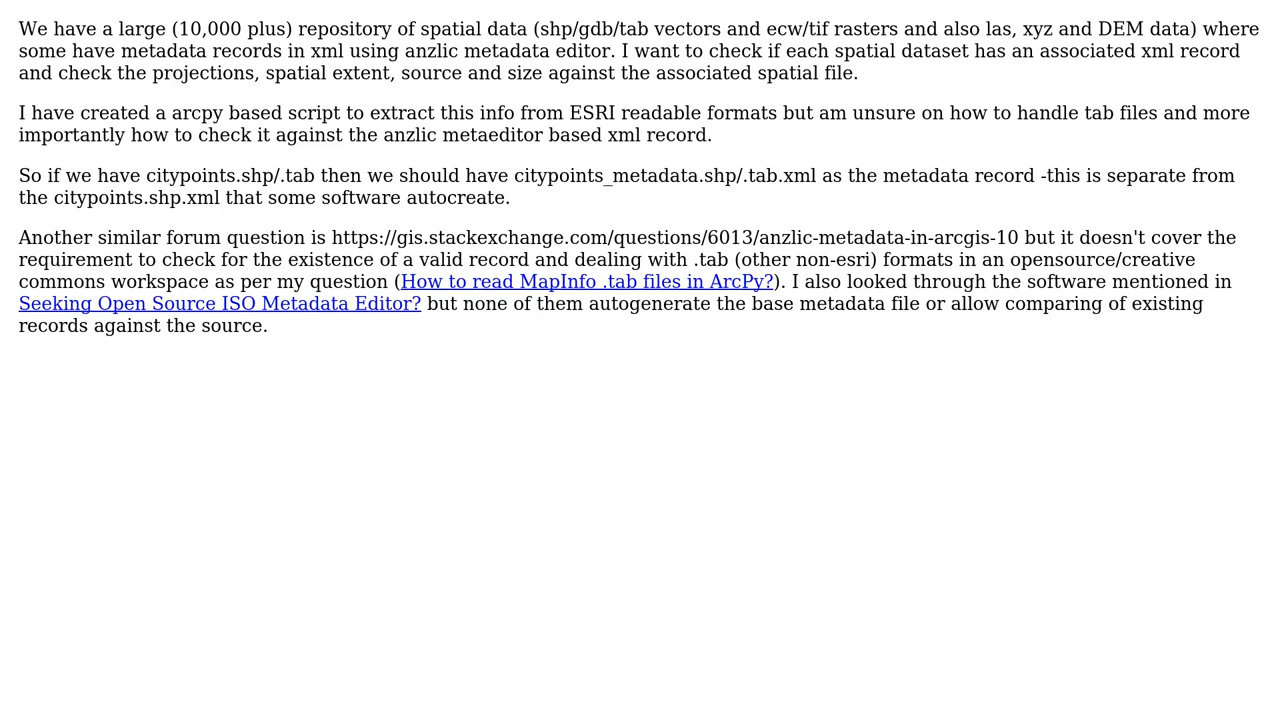 We have a large (10,000 plus) repository of spatial data (shp/gdb/tab vectors and ecw/tif rasters and also las, xyz and DEM data) where
some have metadata records in xml using anzlic metadata editor. I want to check if each spatial dataset has an associated xml record
and check the projections, spatial extent, source and size against the associated spatial file.
I have created a arcpy based script to extract this info from ESRI readable formats but am unsure on how to handle tab files and more
importantly how to check it against the anzlic metaeditor based xml record.
So if we have citypoints.shp/.tab then we should have citypoints_metadata.shp/.tab.xml as the metadata record -this is separate from
the citypoints.shp.xml that some software autocreate.
Another similar forum question is https://gis.stackexchange.com/questions/6013/anzlic-metadata-in-arcgis-10 but it doesn't cover the
requirement to check for the existence of a valid record and dealing with .tab (other non-esri) formats in an opensource/creative
commons workspace as per my question (How to read MapInfo .tab files in ArcPy?). I also looked through the software mentioned in
Seeking Open Source ISO Metadata Editor? but none of them autogenerate the base metadata file or allow comparing of existing
records against the source.